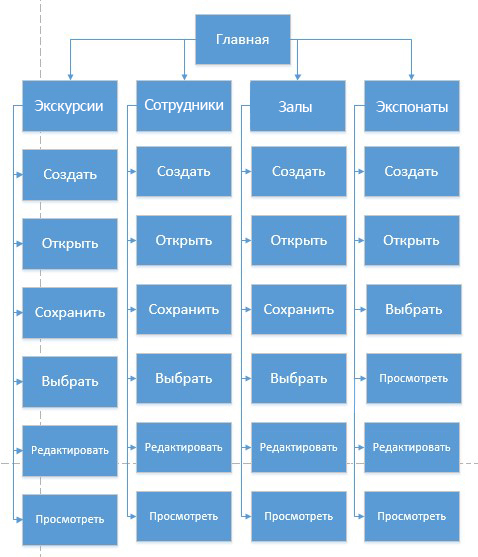 Главная
Экскурсии
Создать
Открыть
Сохранить
Выбрать
Редактировать
Просмотреть
Сотрудники
Создать
Открыть
Сохранить
Выбрать
Редактировать
Просмотреть
Залы
Создать
Открыть
Сохранить
Выбрать
Редактировать
Просмотреть
Экспонаты
Создать
Открыть
Выбрать
Просмотреть
Редактировать
Просмотреть